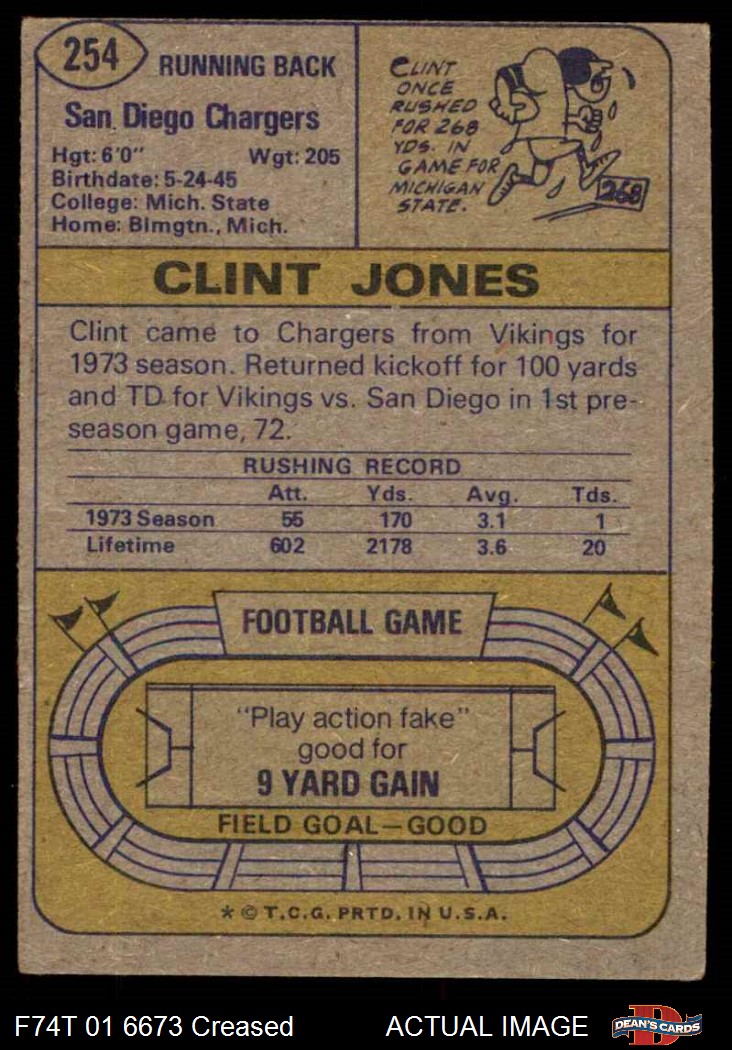 254
RUNNING BACK
San Diego Chargers
Hgt: 6'0" Wgt: 205
Birthdate: 5-24-45
College: Mich. State
Home: Blmgtn., Mich.
CLINT
ONCE
RUSHED
FOR 268
YDS. IN
GAME FOR
MICHIGAN
STATE.
268
CLINT JONES
Clint came to Chargers from Vikings for
1973 season. Returned kickoff for 100 yards
and TD for Vikings vs. San Diego in 1st pre-
season game, 72.
RUSHING RECORD
Att. Yds. Avg. Tds.
1973 Season 55 170 3.1 1
Lifetime 602 2178 3.6 20
FOOTBALL GAME
"Play action fake"
good for
9 YARD GAIN
FIELD GOAL—GOOD
* © T.C.G. PRTD. IN U.S.A.
F74T 01 6673 Creased ACTUAL IMAGE
D
DEAN'S CARDS